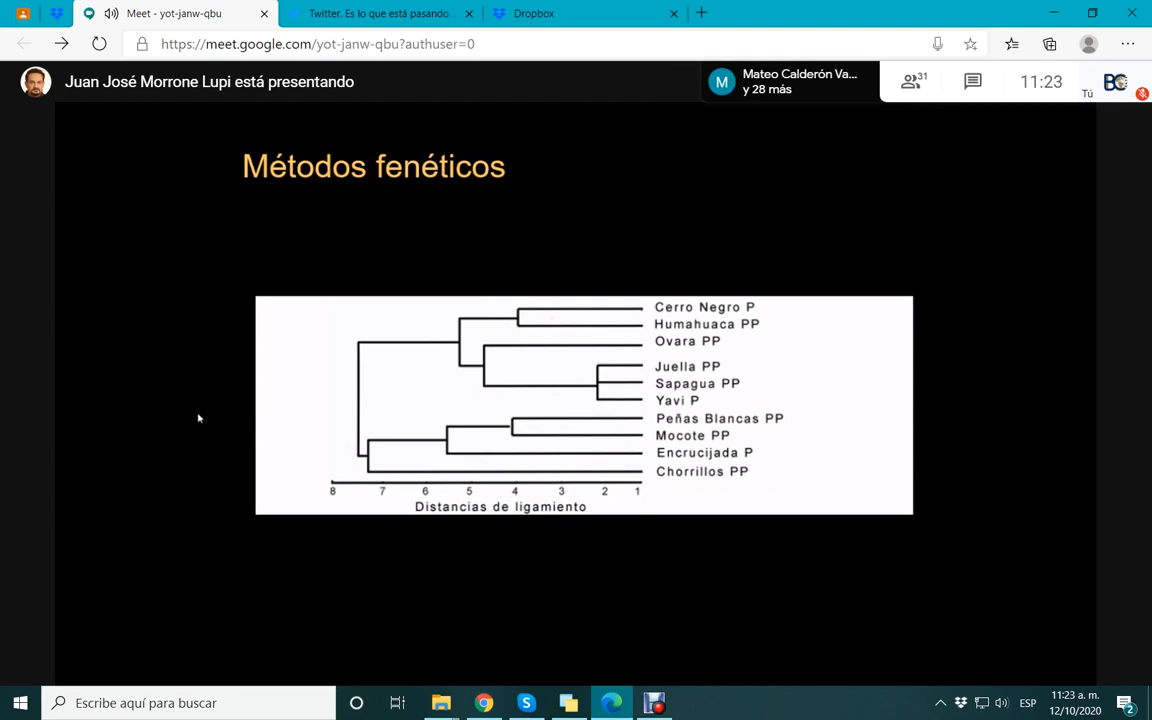 Meet - yot-janw-qbu
Twitter. Es lo que está pasando.
Dropbox
https://meet.google.com/yot-janw-qbu?authuser=0
Juan José Morrone Lupi está presentando
M
Mateo Calderón Va...
y 28 más
31
11:23
Tú
BC
Métodos fenéticos
Cerro Negro P
Humahuaca PP
Ovara PP
Juella PP
Sapagua PP
Yavi P
Peñas Blancas PP
Mocote PP
Encrucijada P
Chorrillos PP
8 7 6 5 4 3 2 1
Distancias de ligamiento
Escribe aquí para buscar
ESP
11:23 a. m.
12/10/2020
2